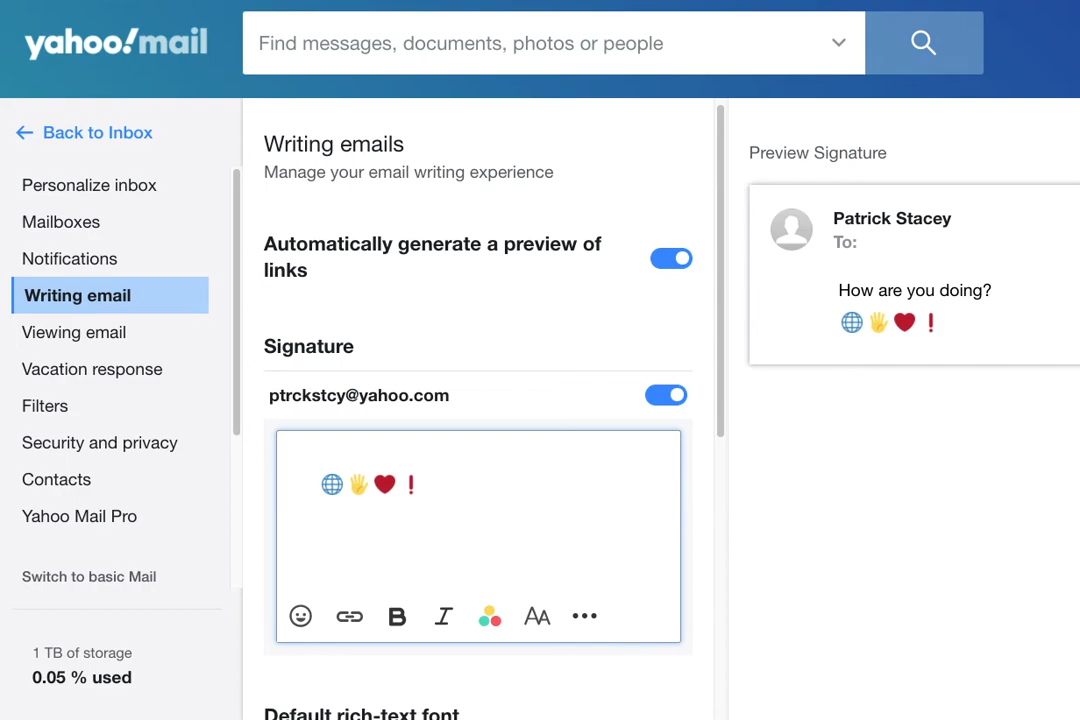 yahoo!mail
Find messages, documents, photos or people
Back to Inbox
Personalize inbox
Mailboxes
Notifications
Writing email
Viewing email
Vacation response
Filters
Security and privacy
Contacts
Yahoo Mail Pro
Switch to basic Mail
1 TB of storage
0.05 % used
Writing emails
Manage your email writing experience
Automatically generate a preview of
links
Signature
ptrckstcy@yahoo.com
🌐🖐❤❗
B I AA •••
Default rich-text font
Preview Signature
Patrick Stacey
To:
How are you doing?
🌐🖐❤❗